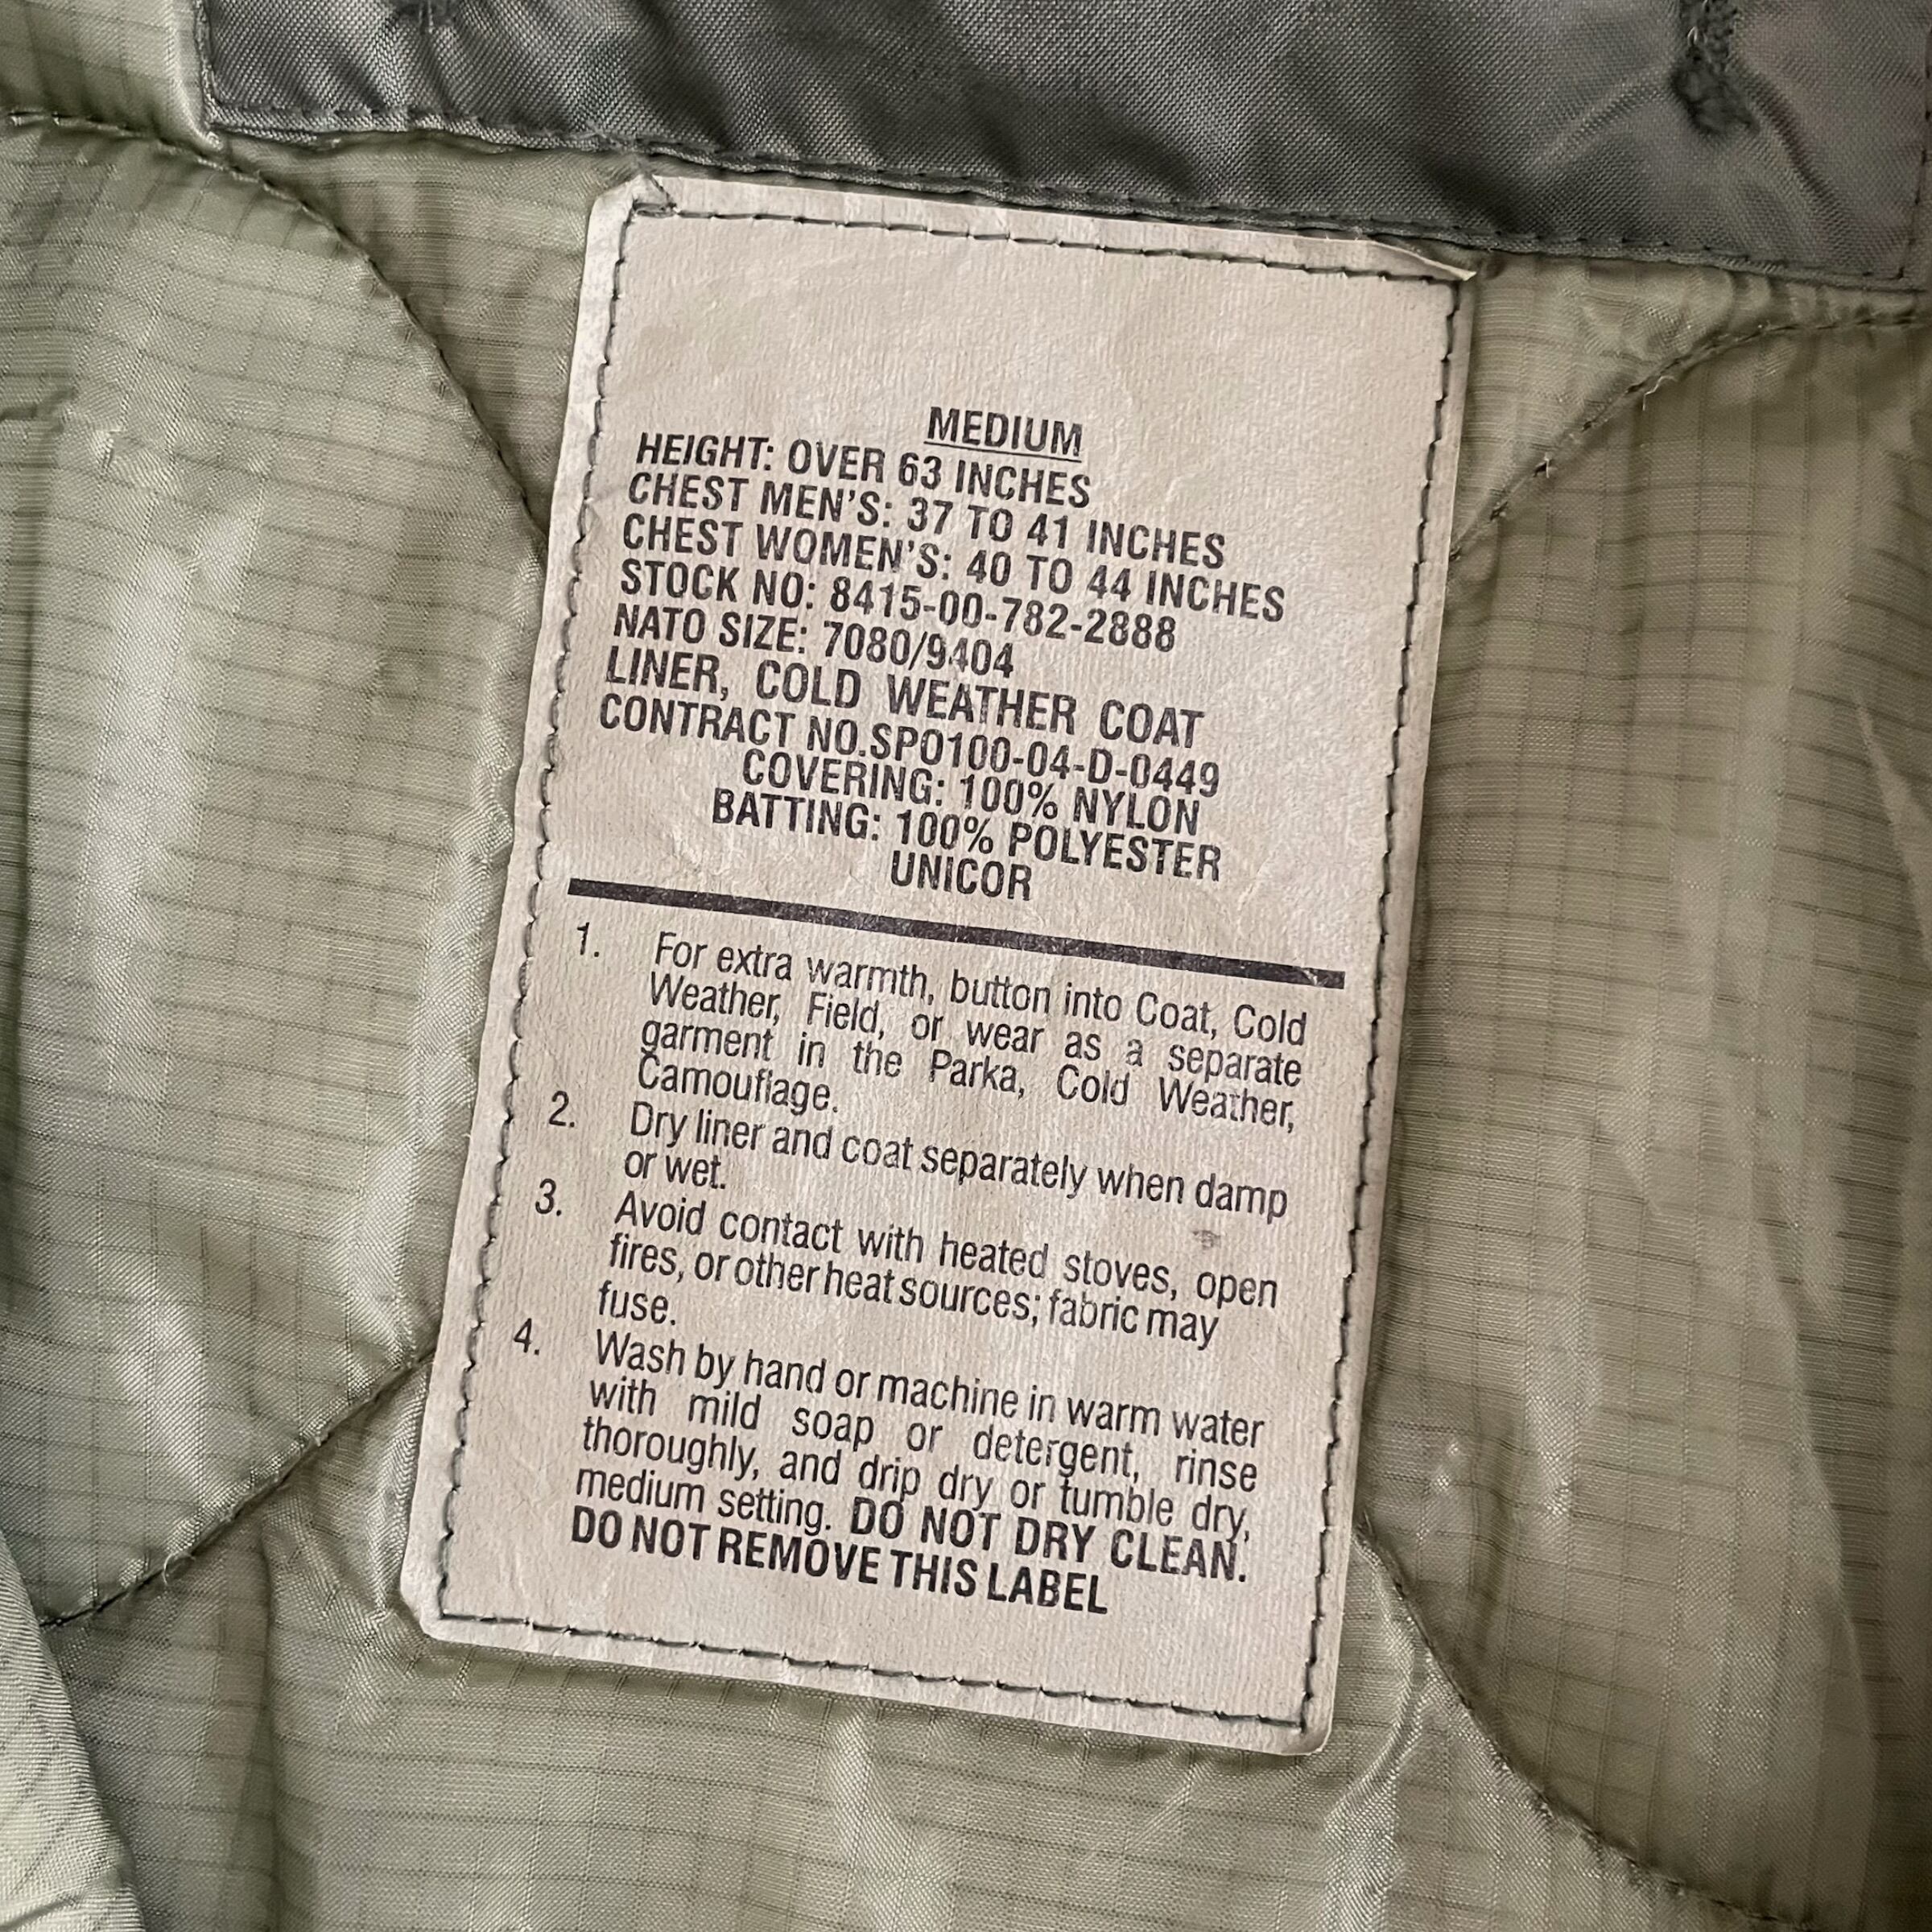 MEDIUM
HEIGHT: OVER 63 INCHES
CHEST MEN'S: 37 TO 41 INCHES
CHEST WOMEN'S: 40 TO 44 INCHES
STOCK NO: 8415-00-782-2888
NATO SIZE: 7080/9404
LINER, COLD WEATHER COAT
CONTRACT NO.SPO100-04-D-0449
COVERING: 100% NYLON
BATTING: 100% POLYESTER
UNICOR
1. For extra warmth, button into Coat, Cold
Weather, Field, or wear as a separate
garment in the Parka, Cold Weather,
Camouflage.
2. Dry liner and coat separately when damp
or wet.
3. Avoid contact with heated stoves, open
fires, or other heat sources; fabric may
fuse.
4. Wash by hand or machine in warm water
with mild soap or detergent, rinse
thoroughly, and drip dry or tumble dry,
medium setting. DO NOT DRY CLEAN.
DO NOT REMOVE THIS LABEL